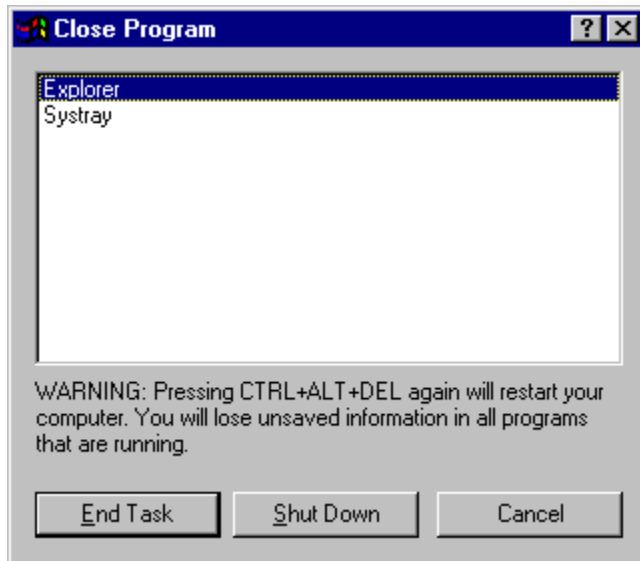 Close Program
Explorer
Systray
WARNING: Pressing CTRL+ALT+DEL again will restart your
computer. You will lose unsaved information in all programs
that are running.
End Task Shut Down Cancel